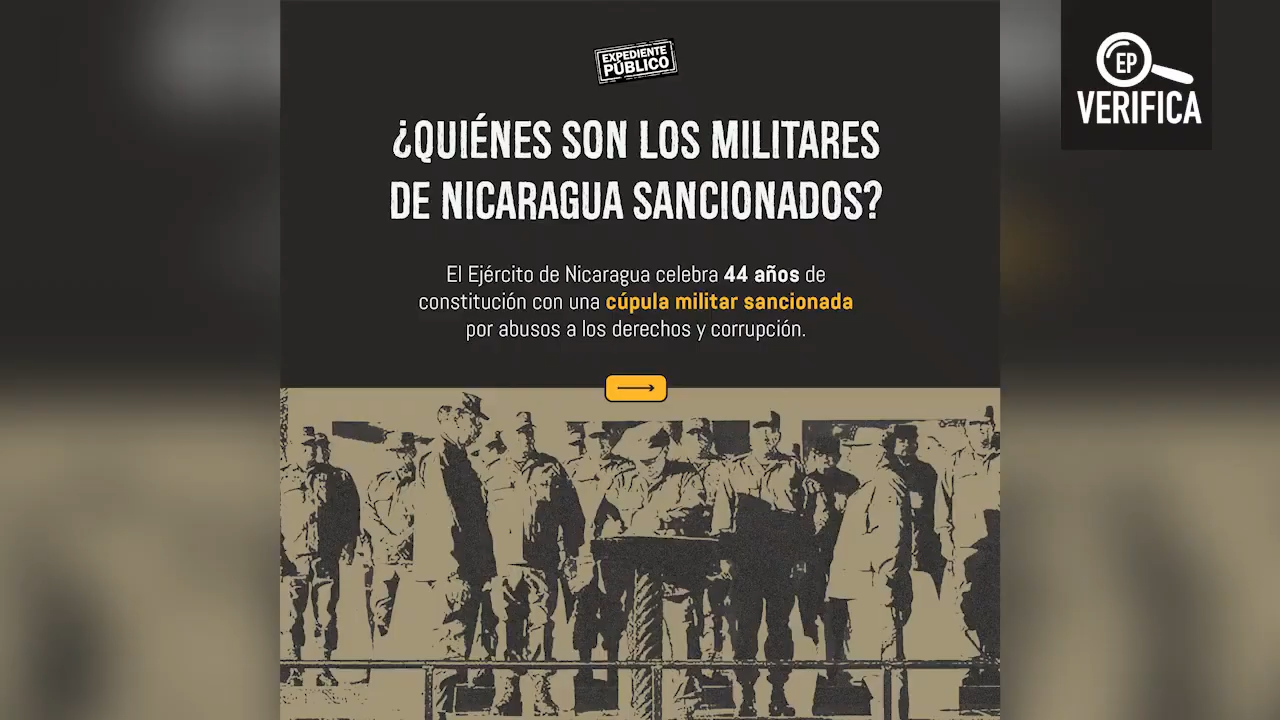 EXPEDIENTE
PÚBLICO
EP
VERIFICA
¿QUIÉNES SON LOS MILITARES
DE NICARAGUA SANCIONADOS?
El Ejército de Nicaragua celebra 44 años de
constitución con una cúpula militar sancionada
por abusos a los derechos y corrupción.